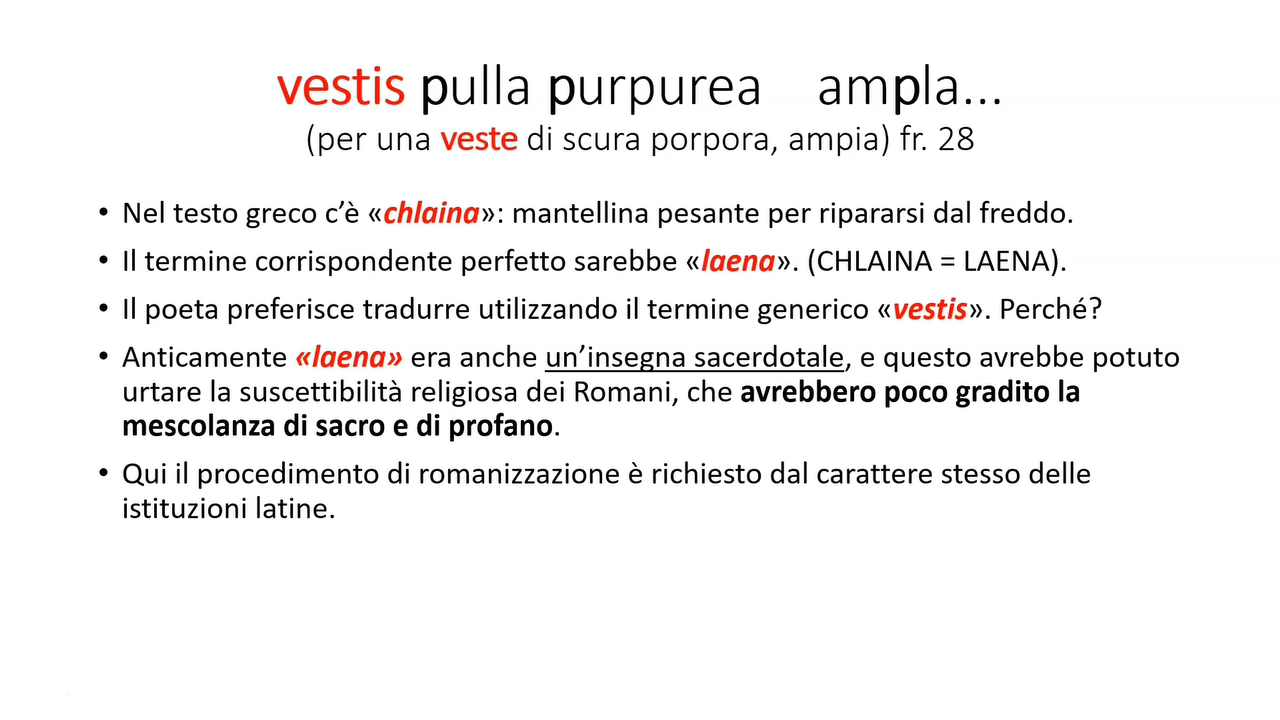 vestis pulla purpurea ampla...
(per una veste di scura porpora, ampia) fr. 28
• Nel testo greco c’è «chlaina»: mantellina pesante per ripararsi dal freddo.
• Il termine corrispondente perfetto sarebbe «laena». (CHLAINA = LAENA).
• Il poeta preferisce tradurre utilizzando il termine generico «vestis». Perché?
• Anticamente «laena» era anche un’insegna sacerdotale, e questo avrebbe potuto
urtare la suscettibilità religiosa dei Romani, che avrebbero poco gradito la
mescolanza di sacro e di profano.
• Qui il procedimento di romanizzazione è richiesto dal carattere stesso delle
istituzioni latine.